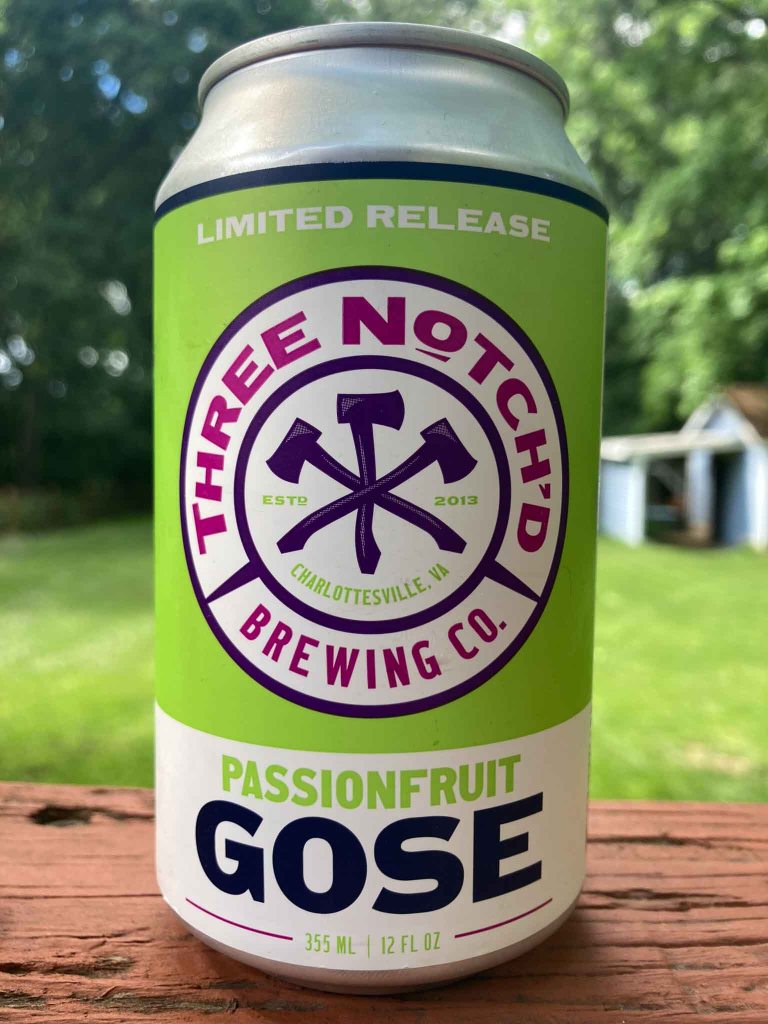 LIMITED RELEASE
THREE NOTCH'D
ESTD 2013
CHARLOTTESVILLE, VA
BREWING CO.
PASSIONFRUIT
GOSE
355 ML | 12 FL OZ